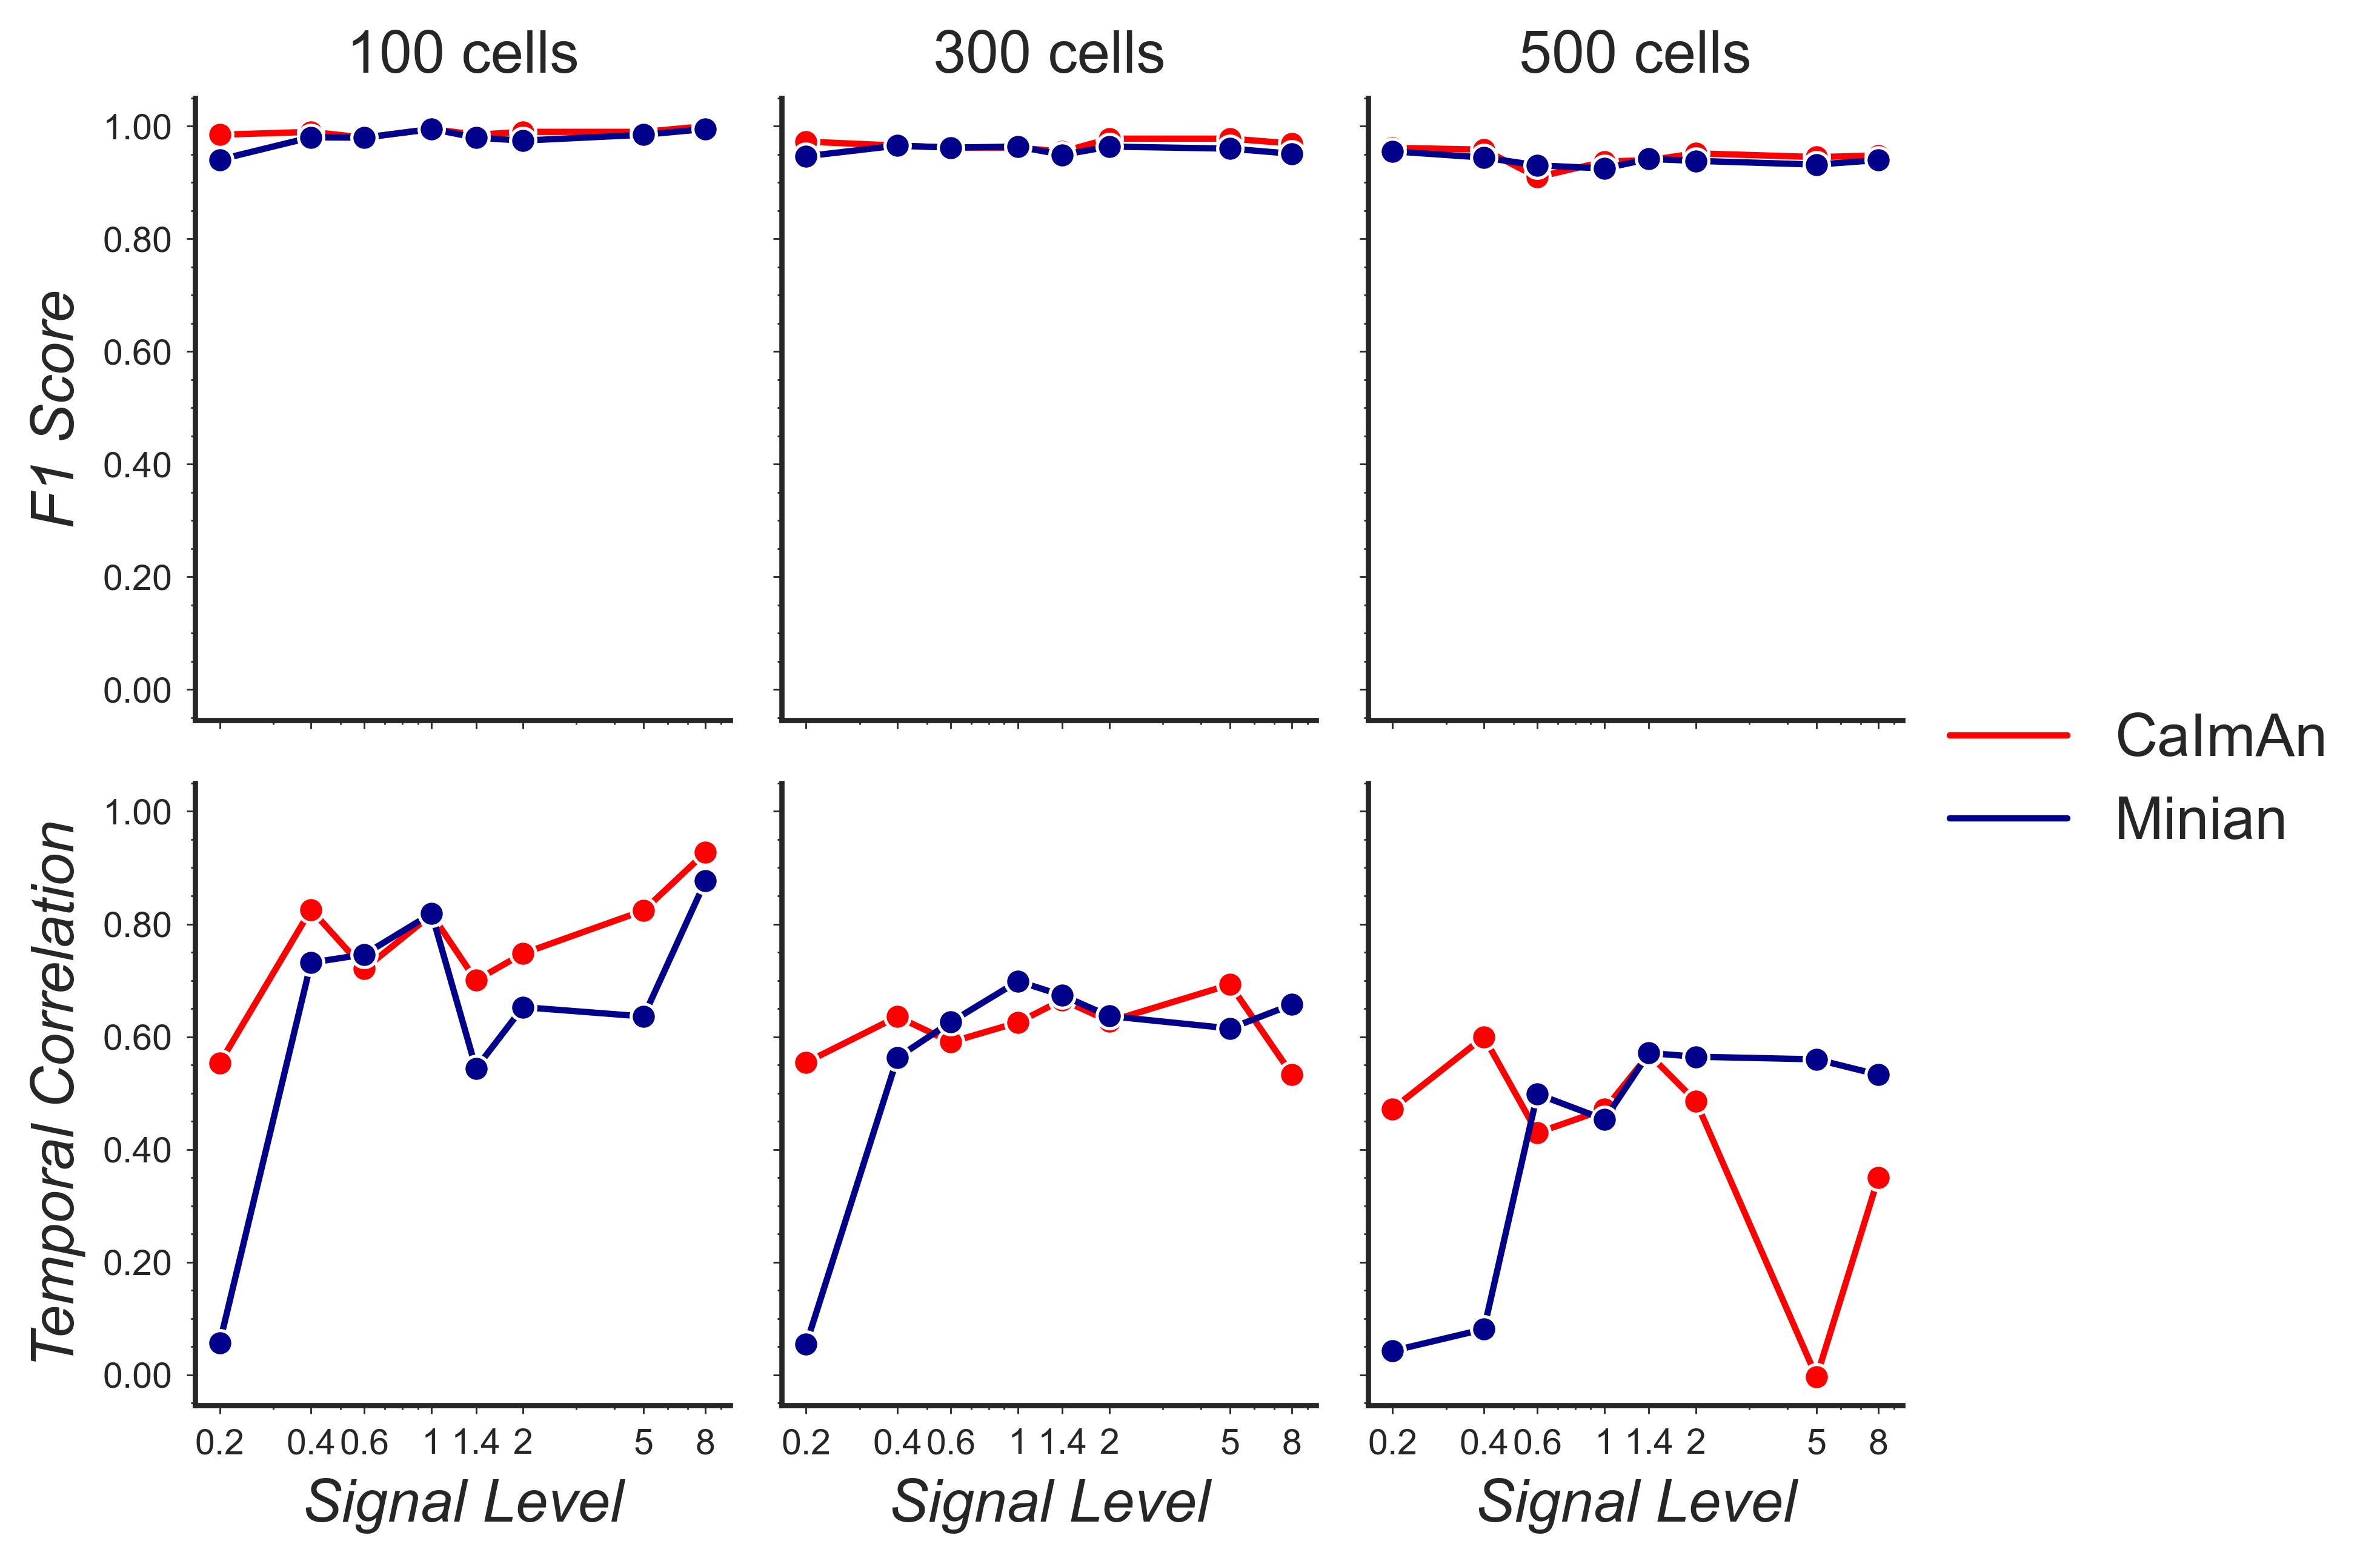 100 cells
300 cells
500 cells
F1 Score
1.00
0.80
0.60
0.40
0.20
0.00
CaImAn
Minian
Temporal Correlation
1.00
0.80
0.60
0.40
0.20
0.00
0.2 0.4 0.6 1 1.4 2 5 8
0.2 0.4 0.6 1 1.4 2 5 8
0.2 0.4 0.6 1 1.4 2 5 8
Signal Level
Signal Level
Signal Level